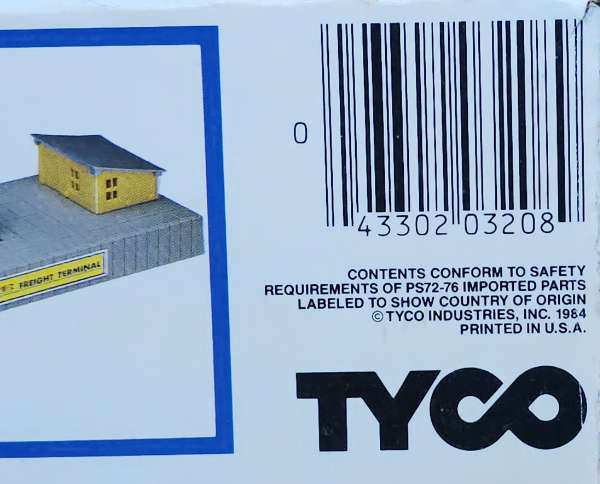 0
43302 03208
FREIGHT TERMINAL
CONTENTS CONFORM TO SAFETY
REQUIREMENTS OF PS72-76 IMPORTED PARTS
LABELED TO SHOW COUNTRY OF ORIGIN
© TYCO INDUSTRIES, INC. 1984
PRINTED IN U.S.A.
TYCO